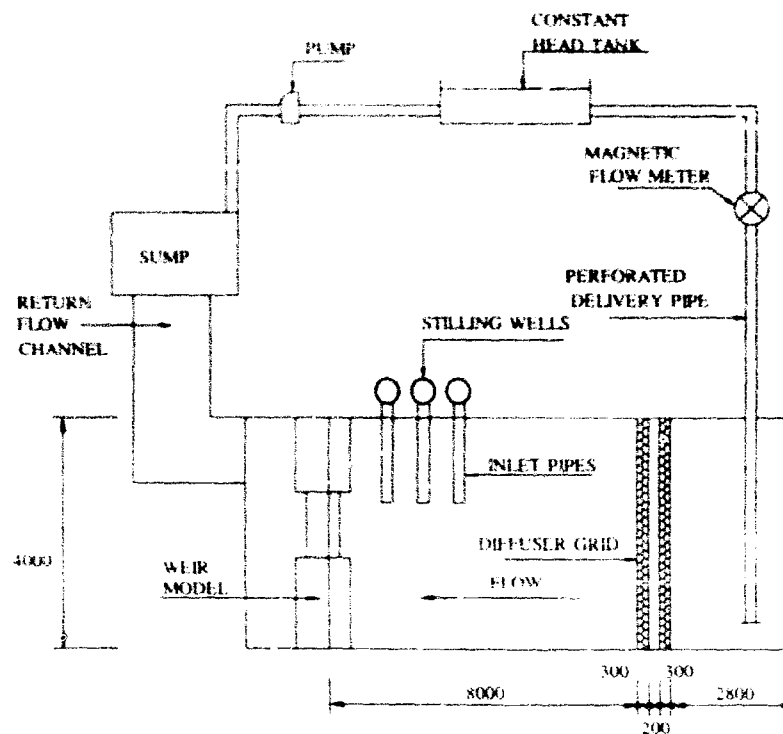 CONSTANT
HEAD TANK
PUMP
MAGNETIC
FLOW METER
SUMP
PERFORATED
DELIVERY PIPE
RETURN
FLOW
CHANNEL
STILLING WELLS
INLET PIPES
4000
DIFFUSER GRID
WEIR
MODEL
FLOW
300
300
8000
2800
200